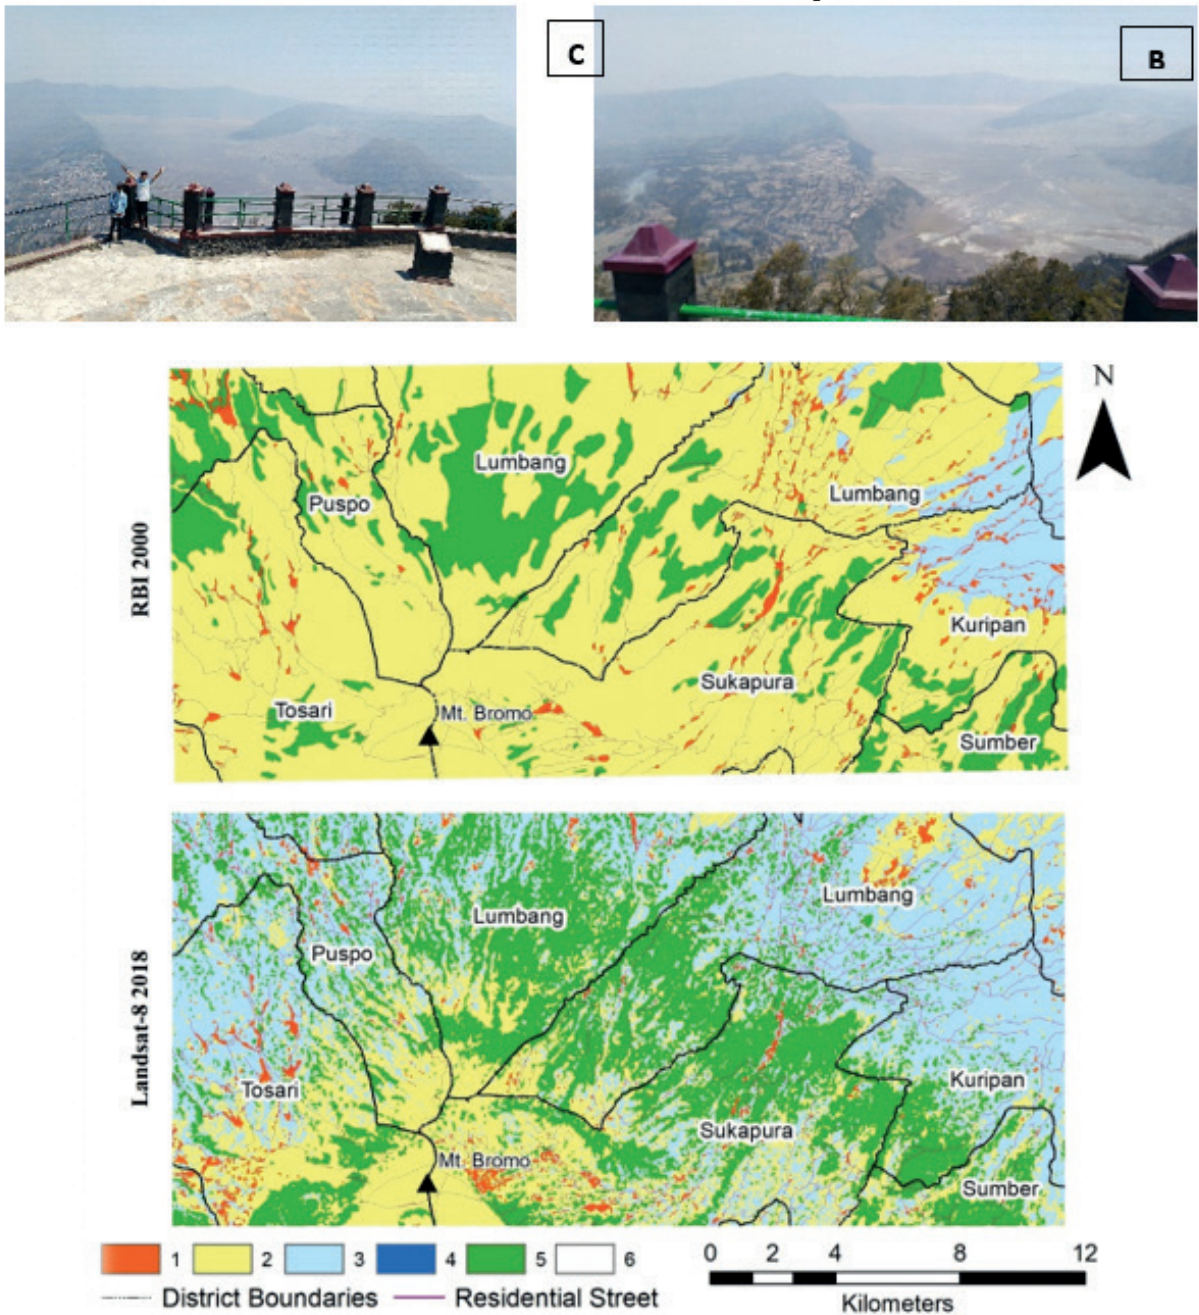 C
B
N
RBI 2000
Lumbang
Lumbang
Puspo
Kuripan
Sukapura
Tosari
Mt. Bromo
Sumber
Landsat-8 2018
Lumbang
Lumbang
Puspo
Tosari
Kuripan
Sukapura
Mt. Bromo
Sumber
1 2 3 4 5 6
0 2 4 8 12
District Boundaries Residential Street
Kilometers